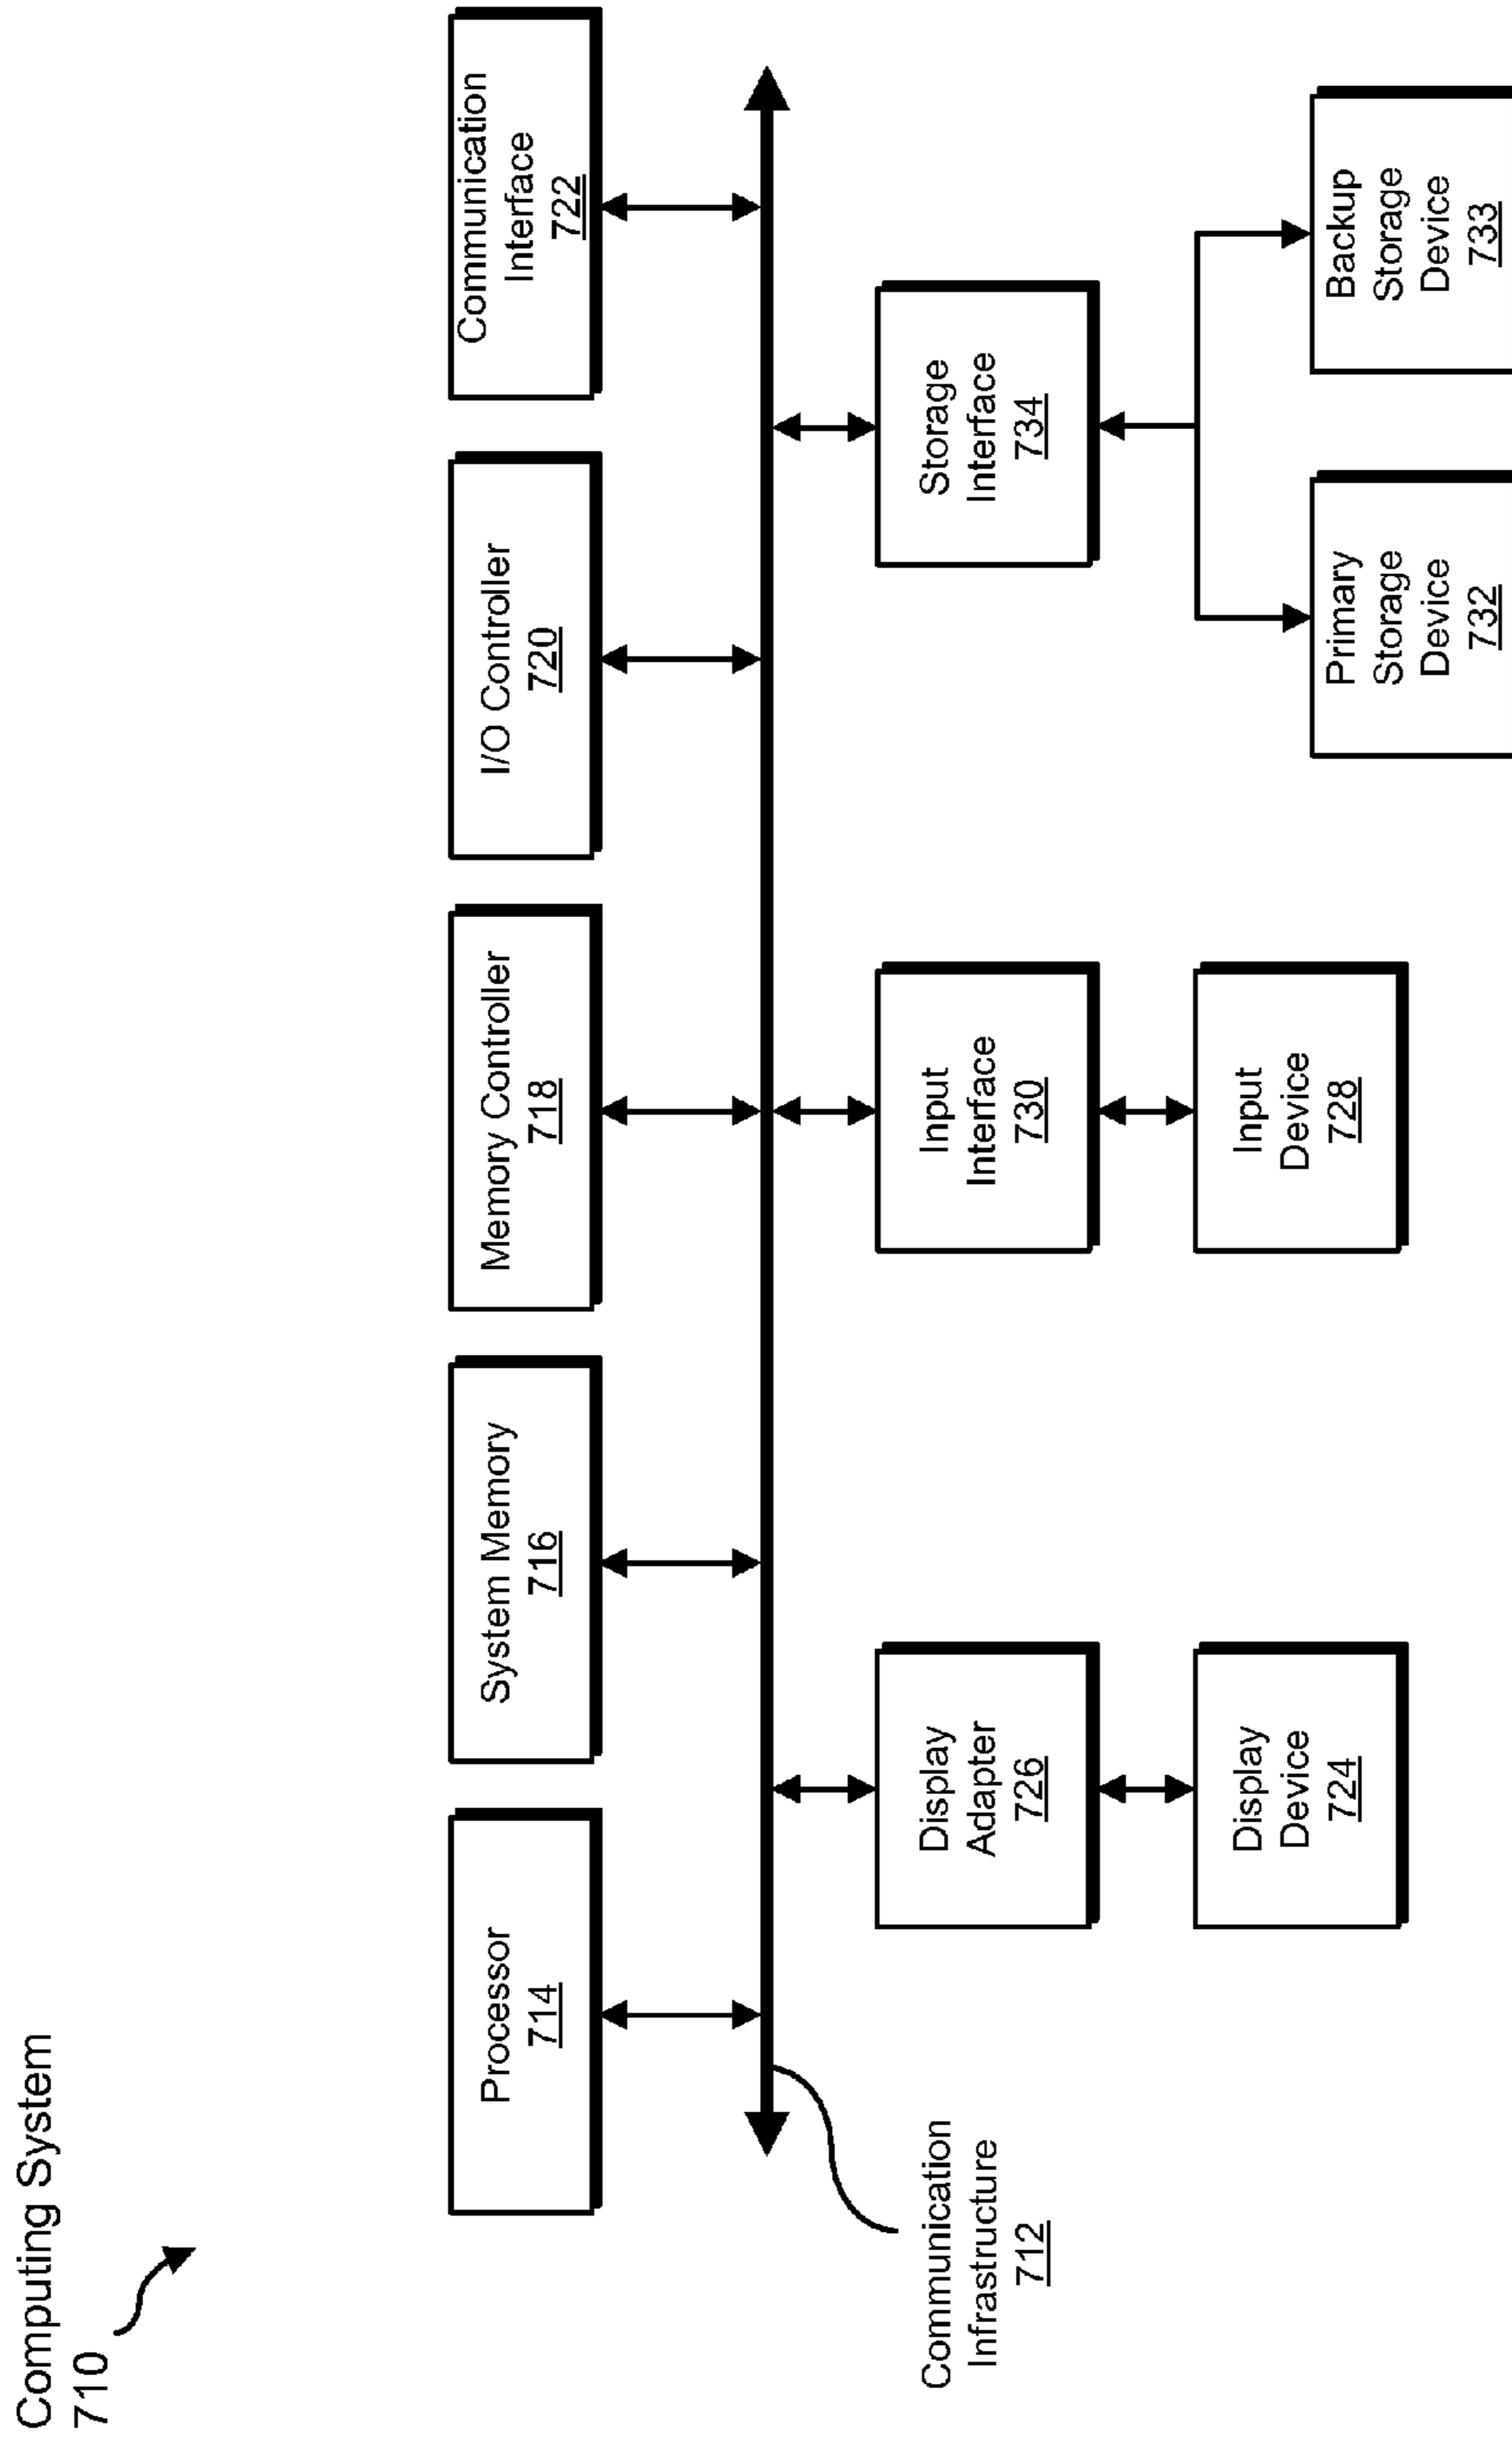 Computing System
710
Processor
714
System Memory
716
Memory Controller
718
I/O Controller
720
Communication
Interface
722
Communication
Infrastructure
712
Display
Adapter
726
Input
Interface
730
Storage
Interface
734
Display
Device
724
Input
Device
728
Primary
Storage
Device
732
Backup
Storage
Device
733